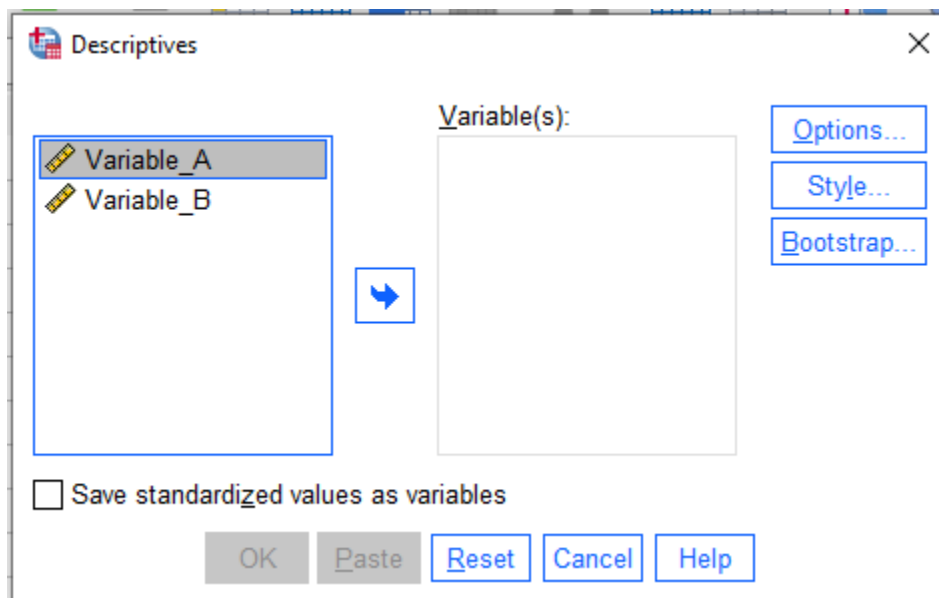 Descriptives
Variable(s):
Variable_A
Variable_B
Options...
Style...
Bootstrap...
Save standardized values as variables
OK Paste Reset Cancel Help